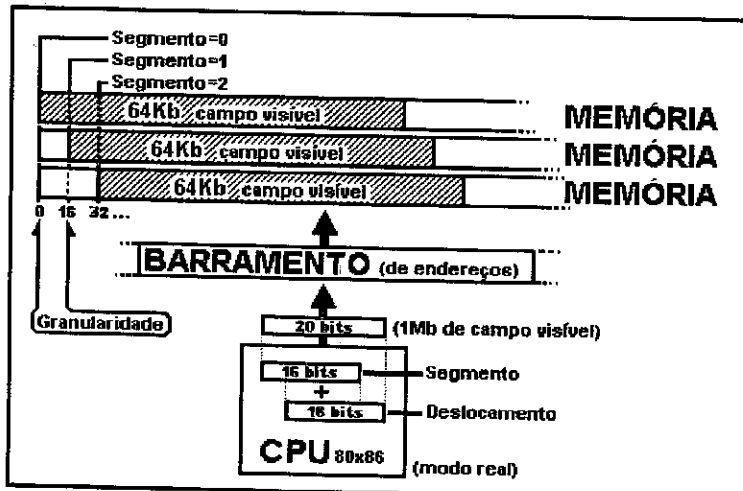 Segmento=0
Segmento=1
Segmento=2
64Kb campo visível
MEMÓRIA
64Kb campo visível
MEMÓRIA
64Kb campo visível
MEMÓRIA
0 16 32 ...
BARRAMENTO (de endereços)
Granularidade
20 bits (1Mb de campo visível)
16 bits Segmento
+
16 bits Deslocamento
CPU 80x86
(modo real)